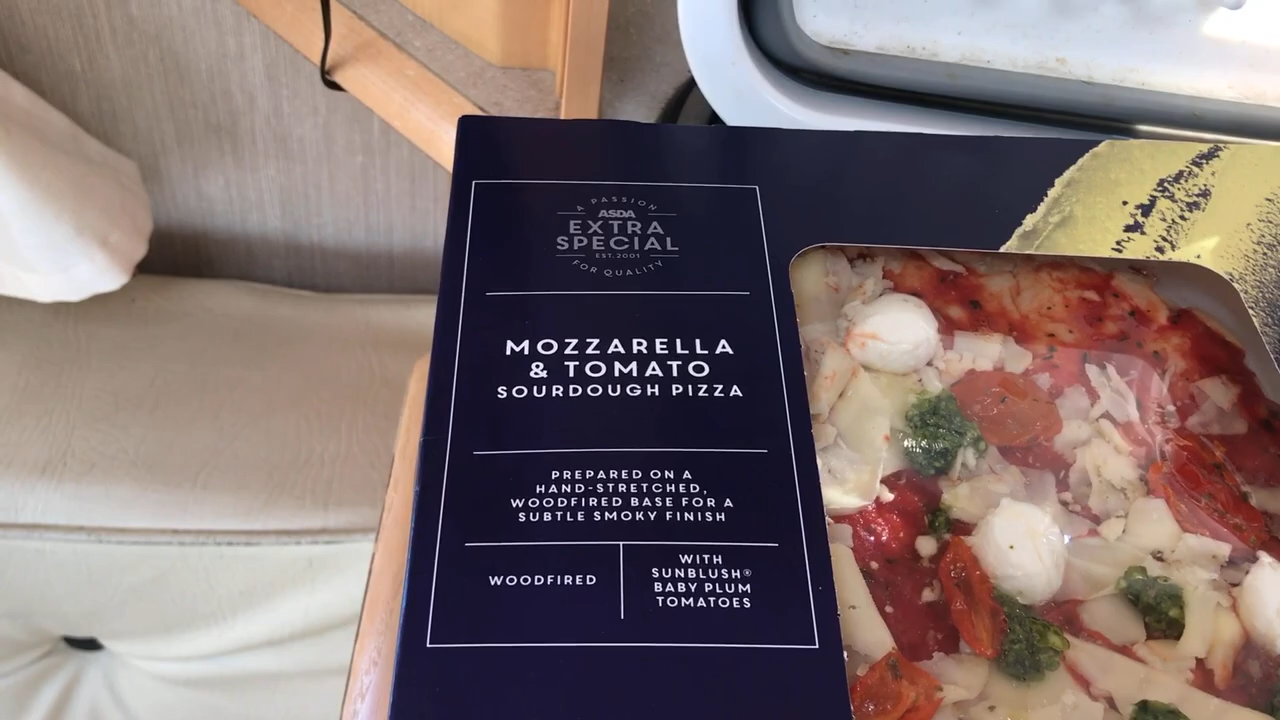 A PASSION
ASDA
EXTRA
SPECIAL
EST.2001
FOR QUALITY
MOZZARELLA
& TOMATO
SOURDOUGH PIZZA
PREPARED ON A
HAND-STRETCHED,
WOODFIRED BASE FOR A
SUBTLE SMOKY FINISH
WOODFIRED
WITH
SUNBLUSH®
BABY PLUM
TOMATOES